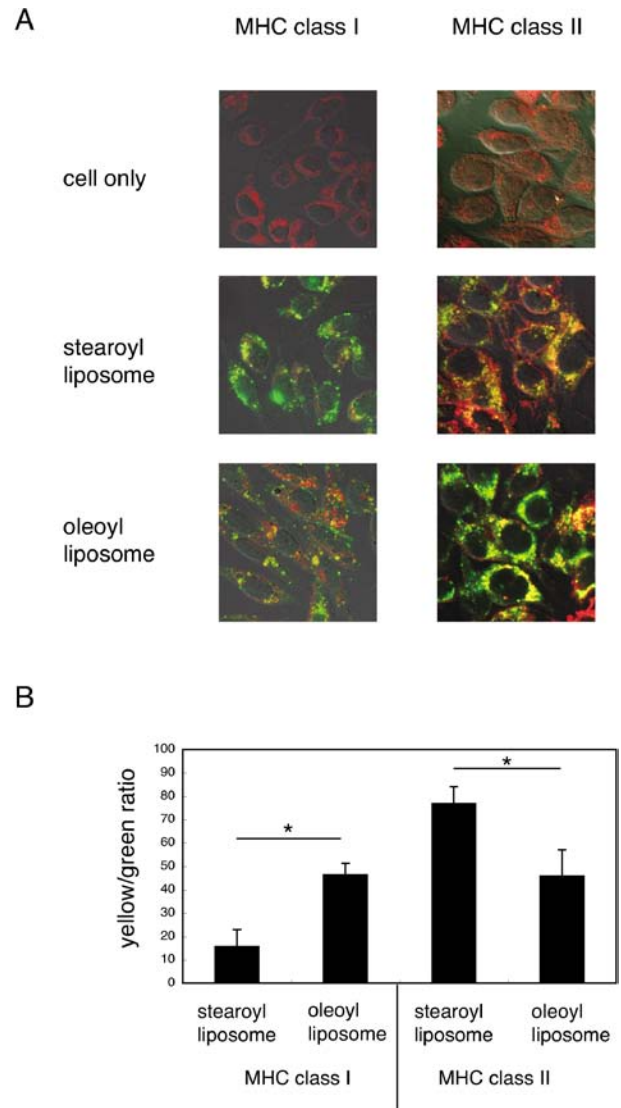 A
MHC class I
MHC class II
cell only
stearoyl
liposome
oleoyl
liposome
B
yellow/green ratio
100
90
80
70
60
50
40
30
20
10
0
*
*
stearoyl
liposome
oleoyl
liposome
stearoyl
liposome
oleoyl
liposome
MHC class I
MHC class II